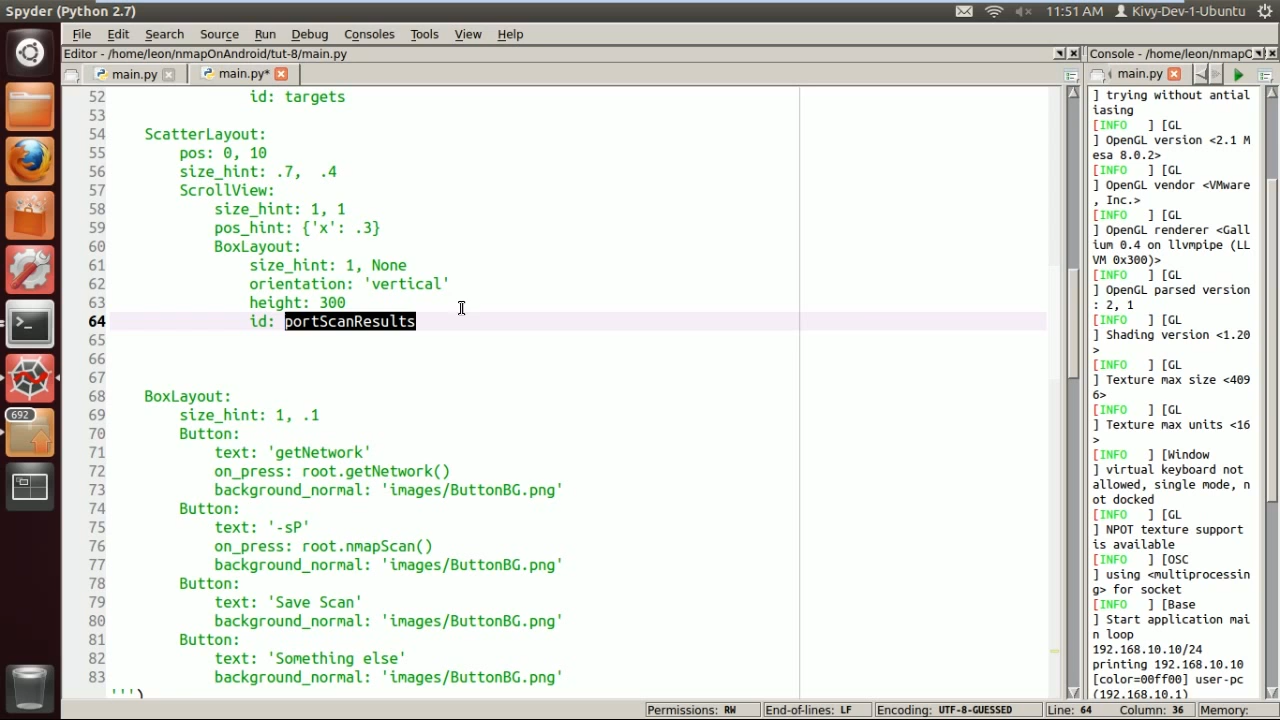 Spyder (Python 2.7)
11:51 AM Kivy-Dev-1-Ubuntu
File Edit Search Source Run Debug Consoles Tools View Help
Editor - /home/leon/nmapOnAndroid/tut-8/main.py
main.py main.py*
52 id: targets
53
54 ScatterLayout:
55 pos: 0, 10
56 size_hint: .7,  .4
57 ScrollView:
58 size_hint: 1, 1
59 pos_hint: {'x': .3}
60 BoxLayout:
61 size_hint: 1, None
62 orientation: 'vertical'
63 height: 300
64 id: portScanResults
65
66
67
68 BoxLayout:
69 size_hint: 1, .1
70 Button:
71 text: 'getNetwork'
72 on_press: root.getNetwork()
73 background_normal: 'images/ButtonBG.png'
74 Button:
75 text: '-sP'
76 on_press: root.nmapScan()
77 background_normal: 'images/ButtonBG.png'
78 Button:
79 text: 'Save Scan'
80 background_normal: 'images/ButtonBG.png'
81 Button:
82 text: 'Something else'
83 background_normal: 'images/ButtonBG.png'
''')
692
Console - /home/leon/nmapO
main.py
] trying without antial
iasing
[INFO   ] [GL
] OpenGL version <2.1 M
esa 8.0.2>
[INFO   ] [GL
] OpenGL vendor <VMware
, Inc.>
[INFO   ] [GL
] OpenGL renderer <Gall
ium 0.4 on llvmpipe (LL
VM 0x300)>
[INFO   ] [GL
] OpenGL parsed version
: 2, 1
[INFO   ] [GL
] Shading version <1.20
>
[INFO   ] [GL
] Texture max size <409
6>
[INFO   ] [GL
] Texture max units <16
>
[INFO   ] [Window
] virtual keyboard not
allowed, single mode, n
ot docked
[INFO   ] [GL
] NPOT texture support
is available
[INFO   ] [OSC
] using <multiprocessin
g> for socket
[INFO   ] [Base
] Start application mai
n loop
192.168.10.10/24
printing 192.168.10.10
[color=00ff00] user-pc
(192.168.10.1)
Permissions: RW End-of-lines: LF Encoding: UTF-8-GUESSED Line: 64 Column: 36 Memory: